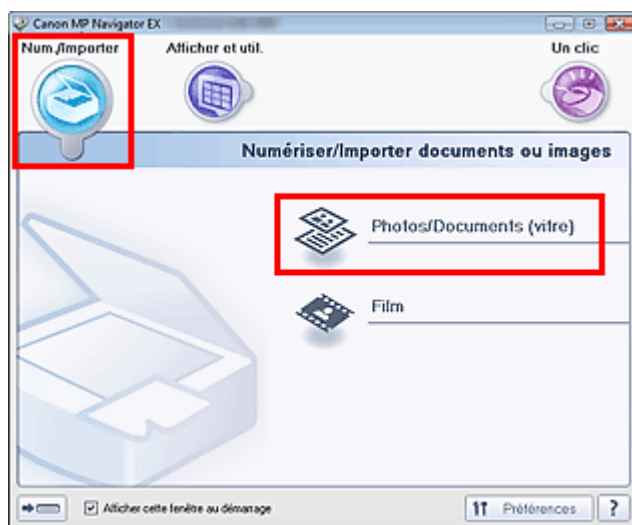 Canon MP Navigator EX
Num./Importer
Afficher et util.
Un clic
Numériser/Importer documents ou images
Photos/Documents (vitre)
Film
Afficher cette fenêtre au démarrage
Préférences
?